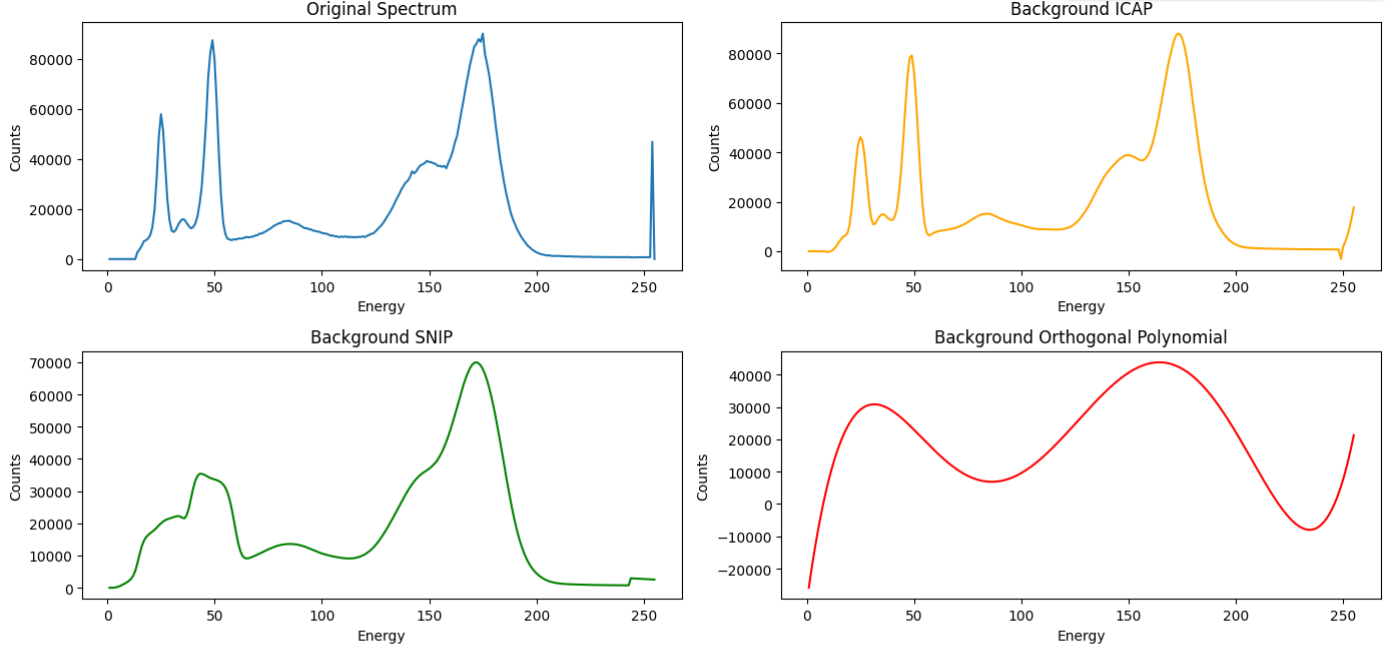 Original Spectrum
80000
60000
40000
20000
0
Counts
0 50 100 150 200 250
Energy
Background ICAP
80000
60000
40000
20000
0
Counts
0 50 100 150 200 250
Energy
Background SNIP
70000
60000
50000
40000
30000
20000
10000
0
Counts
0 50 100 150 200 250
Energy
Background Orthogonal Polynomial
40000
30000
20000
10000
0
−10000
−20000
Counts
0 50 100 150 200 250
Energy